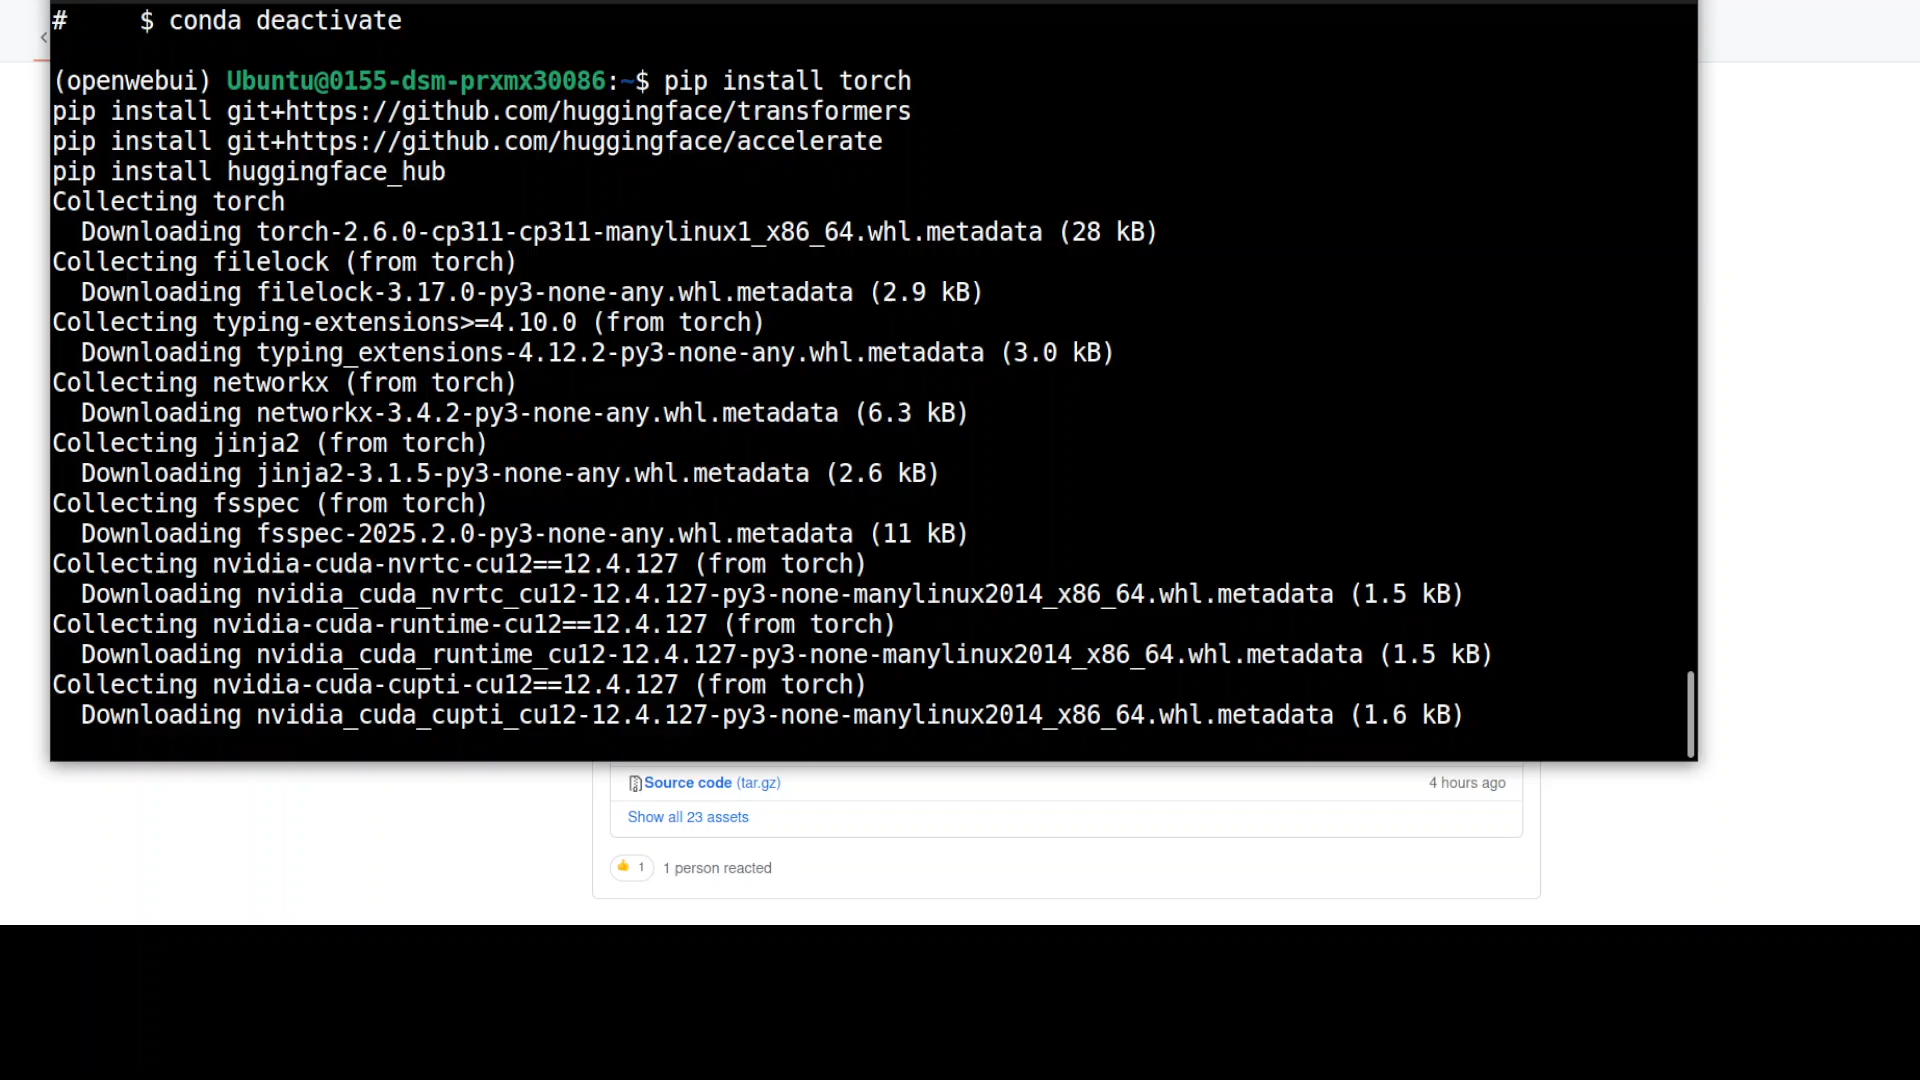 #     $ conda deactivate
(openwebui) Ubuntu@0155-dsm-prxmx30086:~$ pip install torch
pip install git+https://github.com/huggingface/transformers
pip install git+https://github.com/huggingface/accelerate
pip install huggingface_hub
Collecting torch
  Downloading torch-2.6.0-cp311-cp311-manylinux1_x86_64.whl.metadata (28 kB)
Collecting filelock (from torch)
  Downloading filelock-3.17.0-py3-none-any.whl.metadata (2.9 kB)
Collecting typing-extensions>=4.10.0 (from torch)
  Downloading typing_extensions-4.12.2-py3-none-any.whl.metadata (3.0 kB)
Collecting networkx (from torch)
  Downloading networkx-3.4.2-py3-none-any.whl.metadata (6.3 kB)
Collecting jinja2 (from torch)
  Downloading jinja2-3.1.5-py3-none-any.whl.metadata (2.6 kB)
Collecting fsspec (from torch)
  Downloading fsspec-2025.2.0-py3-none-any.whl.metadata (11 kB)
Collecting nvidia-cuda-nvrtc-cu12==12.4.127 (from torch)
  Downloading nvidia_cuda_nvrtc_cu12-12.4.127-py3-none-manylinux2014_x86_64.whl.metadata (1.5 kB)
Collecting nvidia-cuda-runtime-cu12==12.4.127 (from torch)
  Downloading nvidia_cuda_runtime_cu12-12.4.127-py3-none-manylinux2014_x86_64.whl.metadata (1.5 kB)
Collecting nvidia-cuda-cupti-cu12==12.4.127 (from torch)
  Downloading nvidia_cuda_cupti_cu12-12.4.127-py3-none-manylinux2014_x86_64.whl.metadata (1.6 kB)
Source code (tar.gz) 4 hours ago
Show all 23 assets
👍 1 1 person reacted